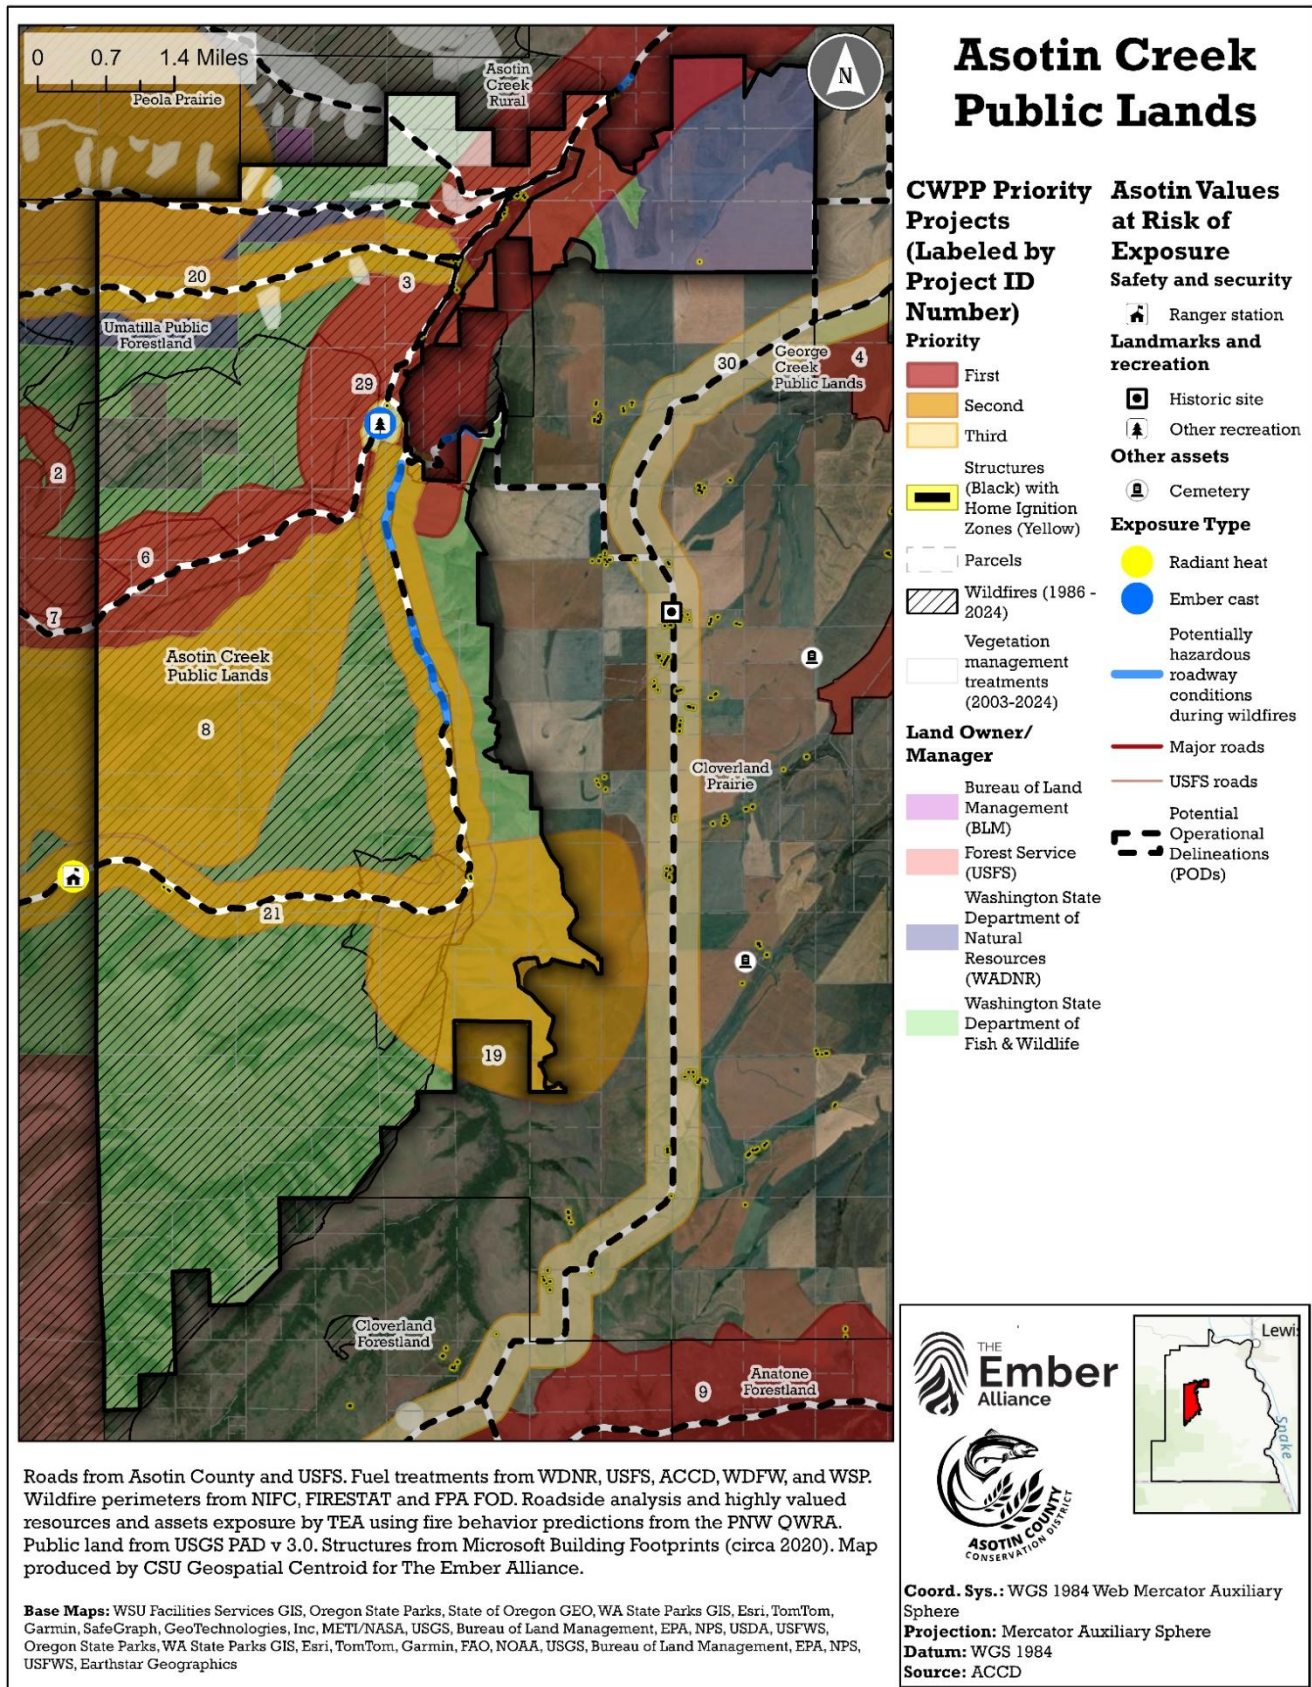 Asotin Creek
Public Lands
0 0.7 1.4 Miles
N
Peola Prairie
Asotin
Creek
Rural
20
3
Umatilla Public
Forestland
29
30
George
Creek
Public Lands
4
2
6
7
Asotin Creek
Public Lands
8
Cloverland
Prairie
21
19
Cloverland
Forestland
Anatone
Forestland
9
CWPP Priority
Projects
(Labeled by
Project ID
Number)
Priority
First
Second
Third
Structures
(Black) with
Home Ignition
Zones (Yellow)
Parcels
Wildfires (1986 -
2024)
Vegetation
management
treatments
(2003-2024)
Land Owner/
Manager
Bureau of Land
Management
(BLM)
Forest Service
(USFS)
Washington State
Department of
Natural
Resources
(WADNR)
Washington State
Department of
Fish & Wildlife
Asotin Values
at Risk of
Exposure
Safety and security
Ranger station
Landmarks and
recreation
Historic site
Other recreation
Other assets
Cemetery
Exposure Type
Radiant heat
Ember cast
Potentially
hazardous
roadway
conditions
during wildfires
Major roads
USFS roads
Potential
Operational
Delineations
(PODs)
Roads from Asotin County and USFS. Fuel treatments from WDNR, USFS, ACCD, WDFW, and WSP.
Wildfire perimeters from NIFC, FIRESTAT and FPA FOD. Roadside analysis and highly valued
resources and assets exposure by TEA using fire behavior predictions from the PNW QWRA.
Public land from USGS PAD v 3.0. Structures from Microsoft Building Footprints (circa 2020). Map
produced by CSU Geospatial Centroid for The Ember Alliance.
Base Maps: WSU Facilities Services GIS, Oregon State Parks, State of Oregon GEO, WA State Parks GIS, Esri, TomTom,
Garmin, SafeGraph, GeoTechnologies, Inc, METI/NASA, USGS, Bureau of Land Management, EPA, NPS, USDA, USFWS,
Oregon State Parks, WA State Parks GIS, Esri, TomTom, Garmin, FAO, NOAA, USGS, Bureau of Land Management, EPA, NPS,
USFWS, Earthstar Geographics
THE
Ember
Alliance
ASOTIN COUNTY
CONSERVATION DISTRICT
Lewis
Snake
Coord. Sys.: WGS 1984 Web Mercator Auxiliary
Sphere
Projection: Mercator Auxiliary Sphere
Datum: WGS 1984
Source: ACCD